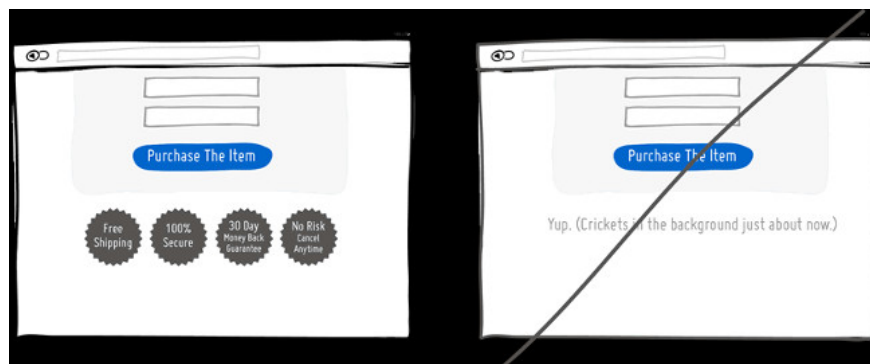 Purchase The Item
Free
Shipping
100%
Secure
30 Day
Money Back
Guarantee
No Risk
Cancel
Anytime
Purchase The Item
Yup. (Crickets in the background just about now.)